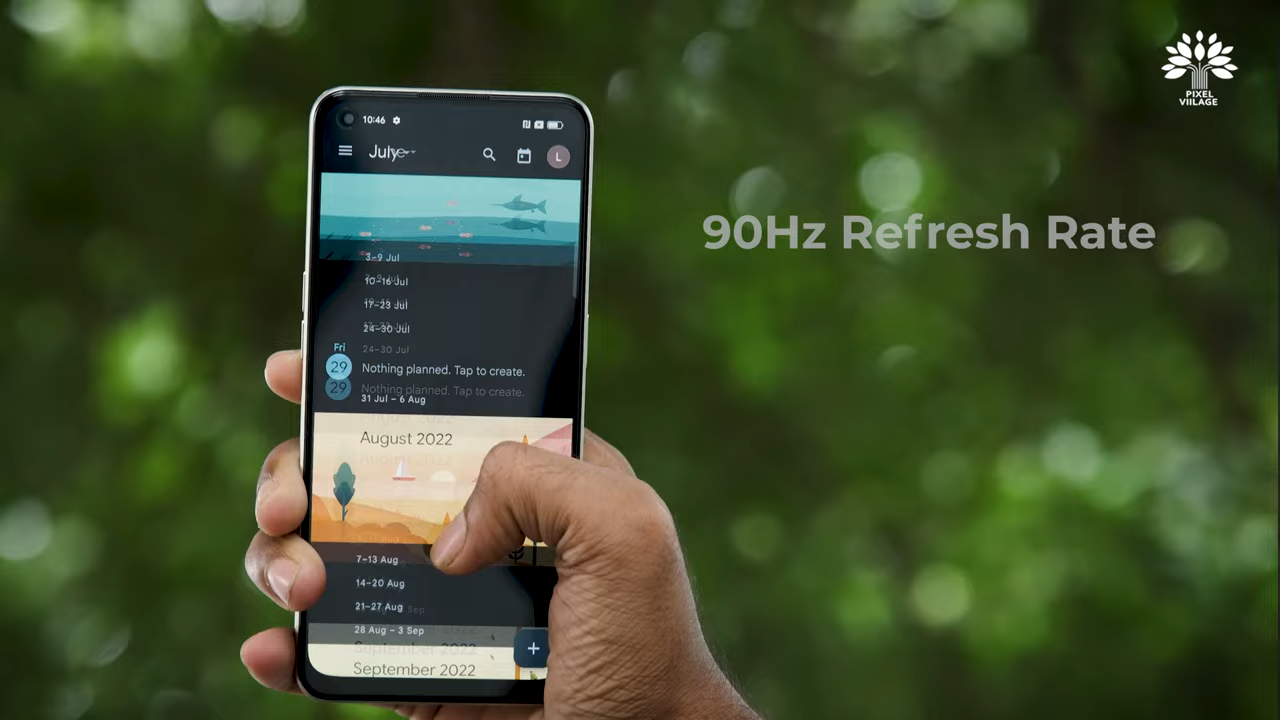 PIXEL
VIILAGE
90Hz Refresh Rate
10:46
July
L
3–9 Jul
10–16 Jul
17–23 Jul
24–30 Jul
24–30 Jul
Fri
29
Nothing planned. Tap to create.
29
Nothing planned. Tap to create.
31 Jul – 6 Aug
August 2022
August 2022
7–13 Aug
14–20 Aug
21–27 Aug
Sep
28 Aug – 3 Sep
September 2022
September 2022